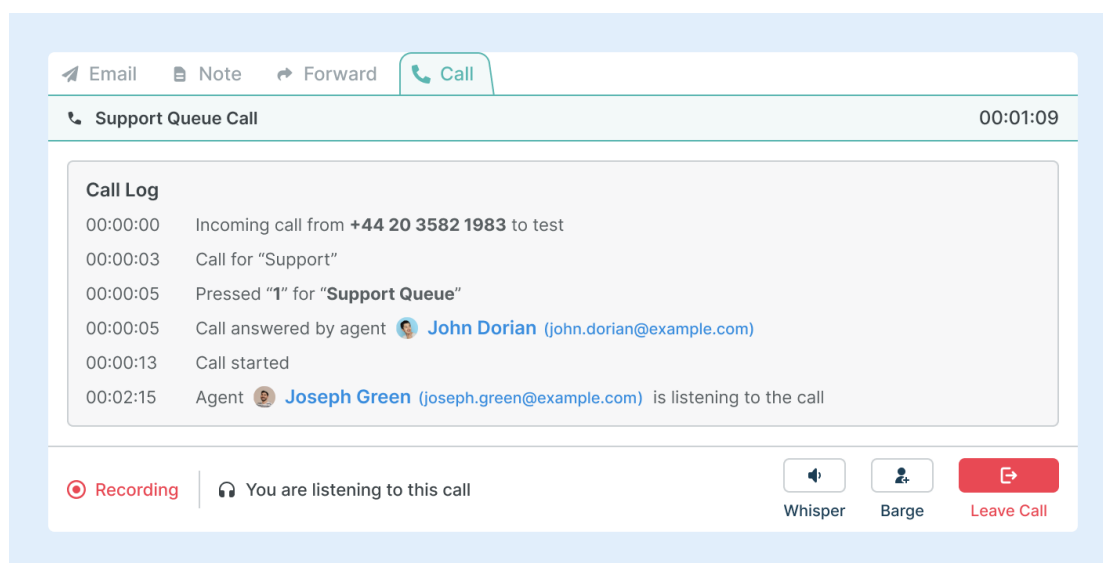 Email Note Forward Call
Support Queue Call 00:01:09
Call Log
00:00:00 Incoming call from +44 20 3582 1983 to test
00:00:03 Call for “Support”
00:00:05 Pressed “1” for “Support Queue”
00:00:05 Call answered by agent John Dorian (john.dorian@example.com)
00:00:13 Call started
00:02:15 Agent Joseph Green (joseph.green@example.com) is listening to the call
Recording You are listening to this call
Whisper Barge Leave Call